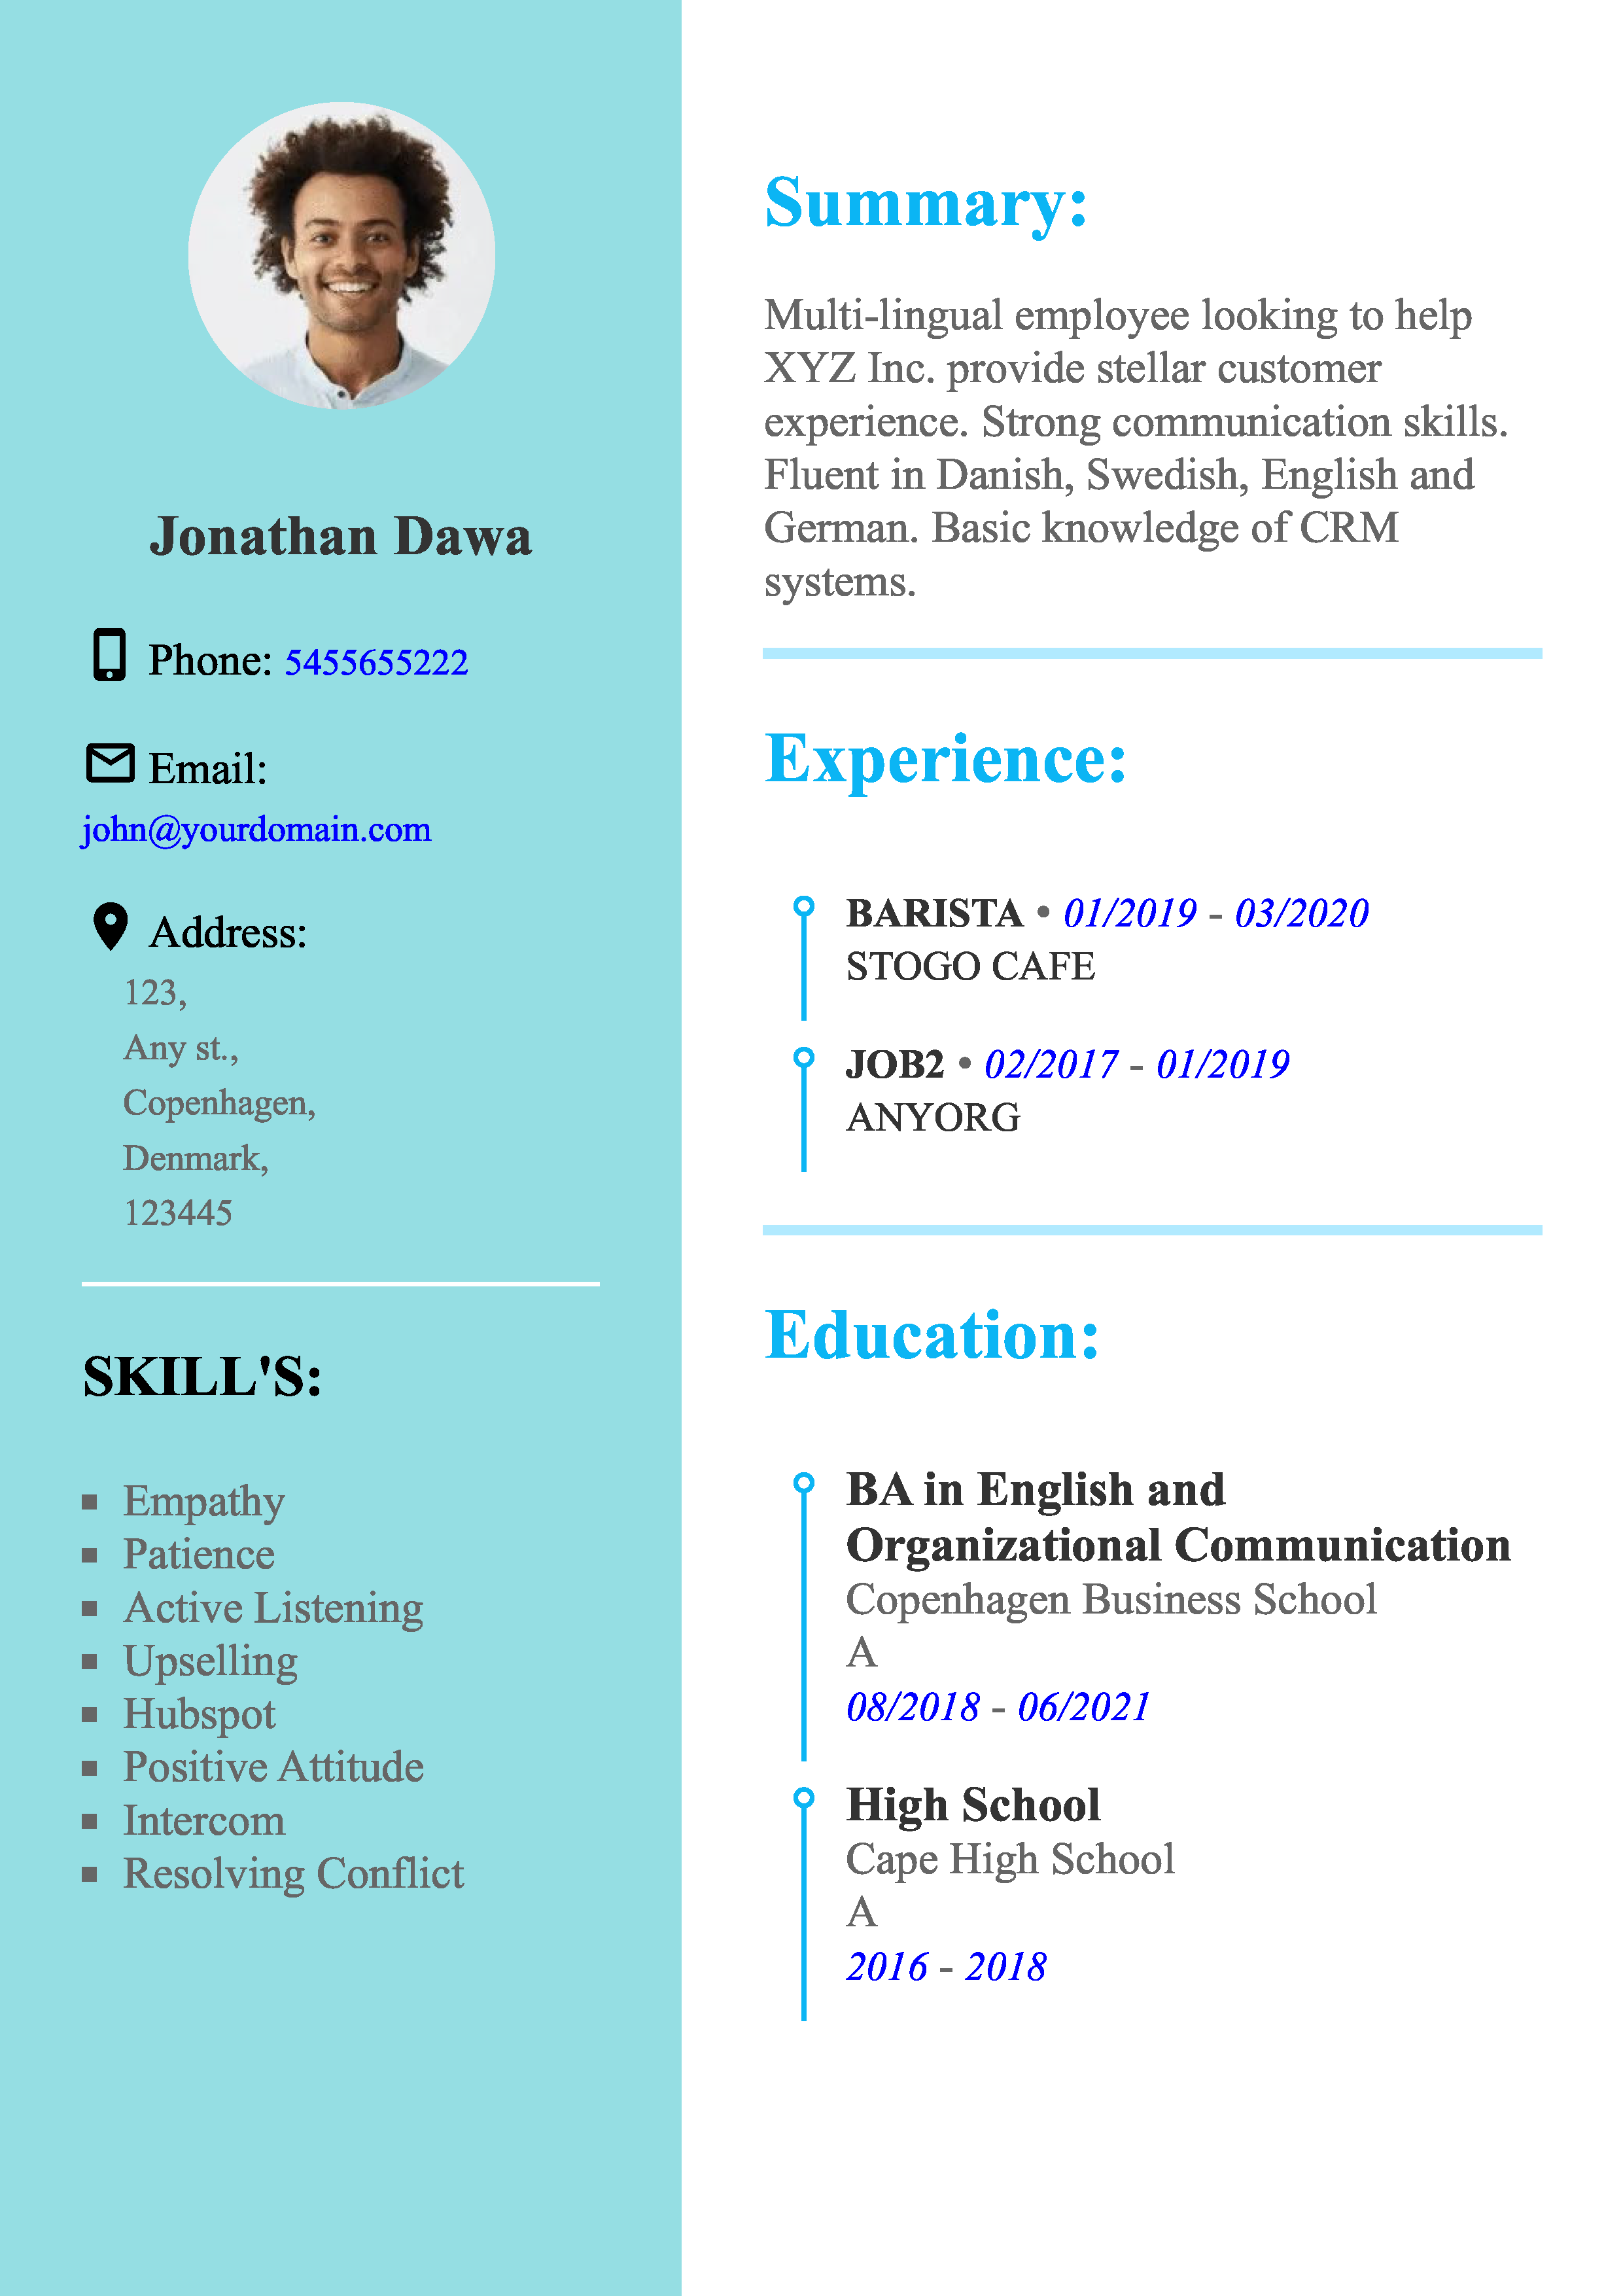 Jonathan Dawa
Phone: 5455655222
Email:
john@yourdomain.com
Address:
123,
Any st.,
Copenhagen,
Denmark,
123445
SKILL'S:
Empathy
Patience
Active Listening
Upselling
Hubspot
Positive Attitude
Intercom
Resolving Conflict
Summary:
Multi-lingual employee looking to help
XYZ Inc. provide stellar customer
experience. Strong communication skills.
Fluent in Danish, Swedish, English and
German. Basic knowledge of CRM
systems.
Experience:
BARISTA • 01/2019 - 03/2020
STOGO CAFE
JOB2 • 02/2017 - 01/2019
ANYORG
Education:
BA in English and
Organizational Communication
Copenhagen Business School
A
08/2018 - 06/2021
High School
Cape High School
A
2016 - 2018